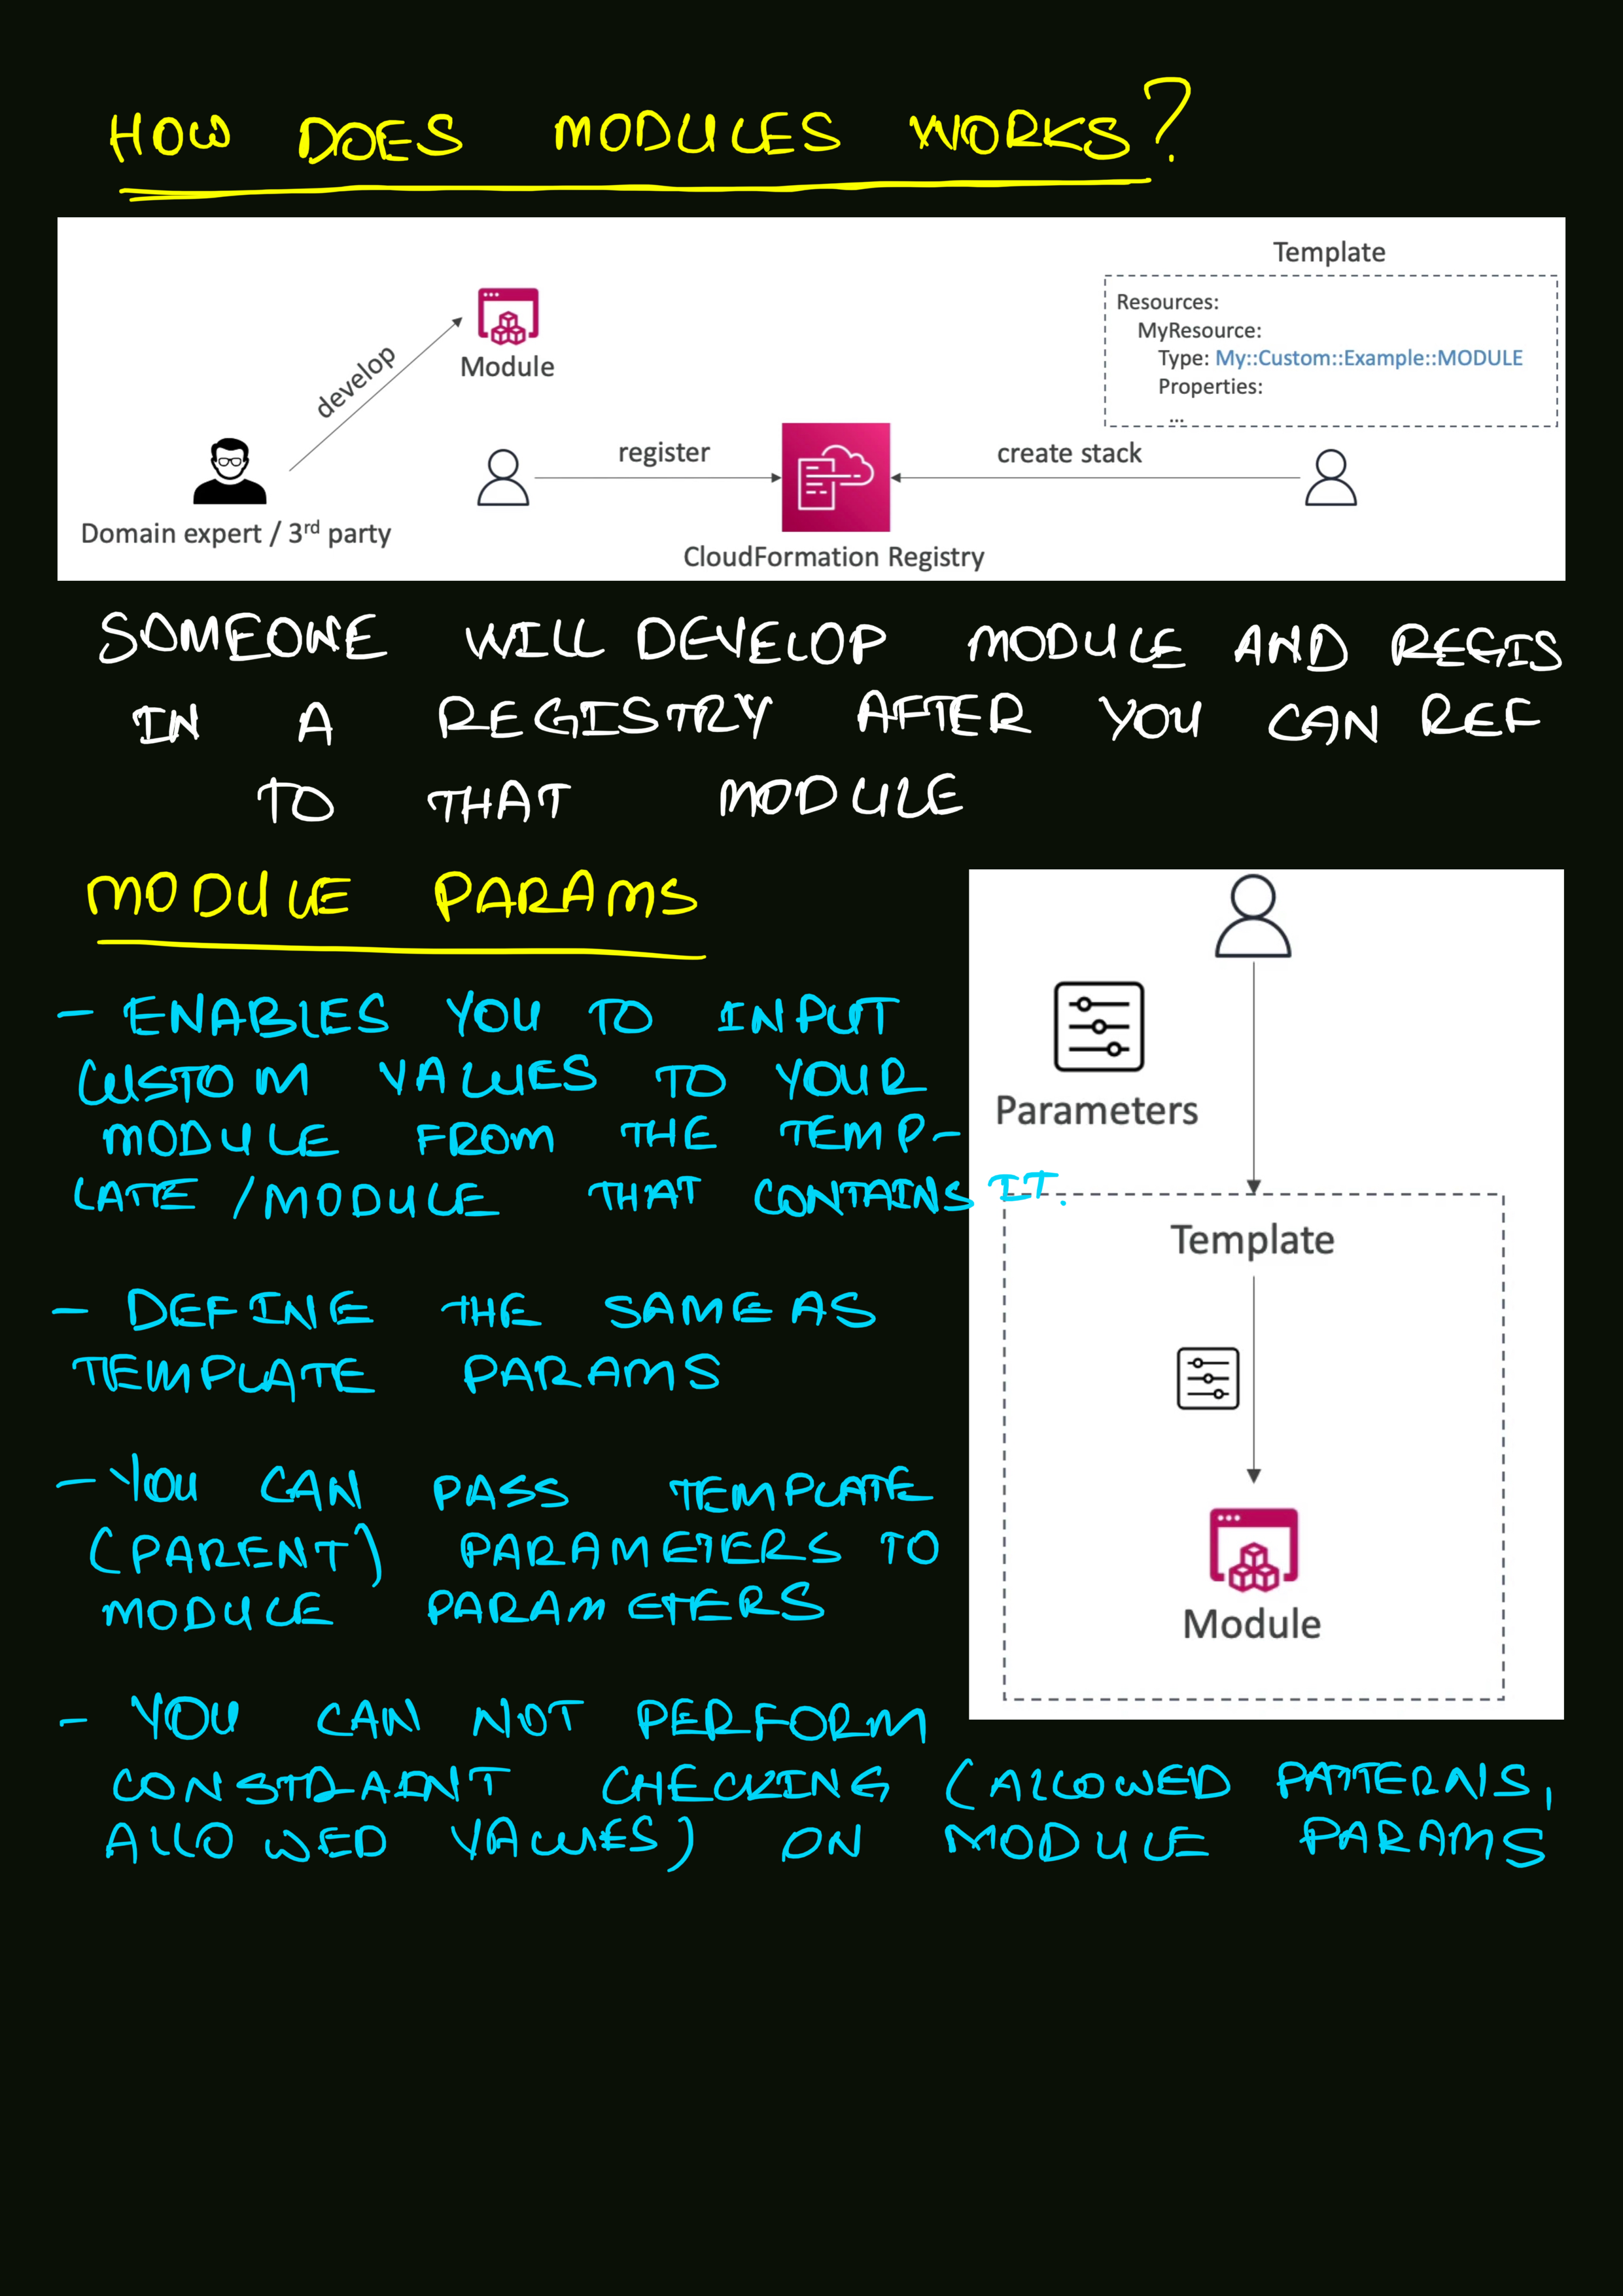 HOW DOES MODULES WORKS?
Template
Resources:
MyResource:
Type: My::Custom::Example::MODULE
Properties:
...
Module
develop
register
create stack
Domain expert / 3rd party
CloudFormation Registry
SOMEONE WILL DEVELOP MODULE AND REGIS
IN A REGISTRY AFTER YOU CAN REF
TO THAT MODULE
MODULE PARAMS
- ENABLES YOU TO INPUT
CUSTOM VALUES TO YOUR
MODULE FROM THE TEMP-
LATE/MODULE THAT CONTAINS IT.
- DEFINE THE SAME AS
TEMPLATE PARAMS
- YOU CAN PASS TEMPLATE
(PARENT) PARAMETERS TO
MODULE PARAMETERS
- YOU CAN NOT PERFORM
CONSTRAINT CHECKING (ALLOWED PATTERNS,
ALLOWED VALUES) ON MODULE PARAMS
Parameters
Template
Module